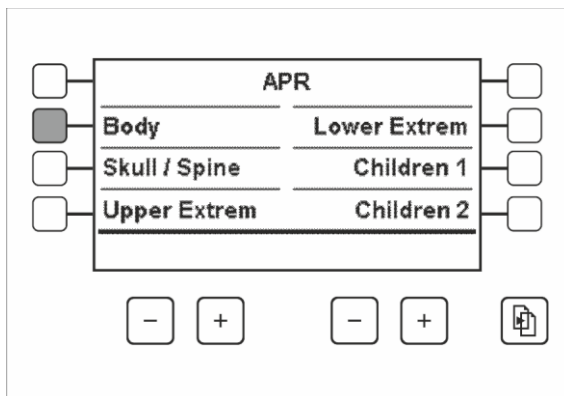 APR
Body Lower Extrem
Skull / Spine Children 1
Upper Extrem Children 2
− + − +